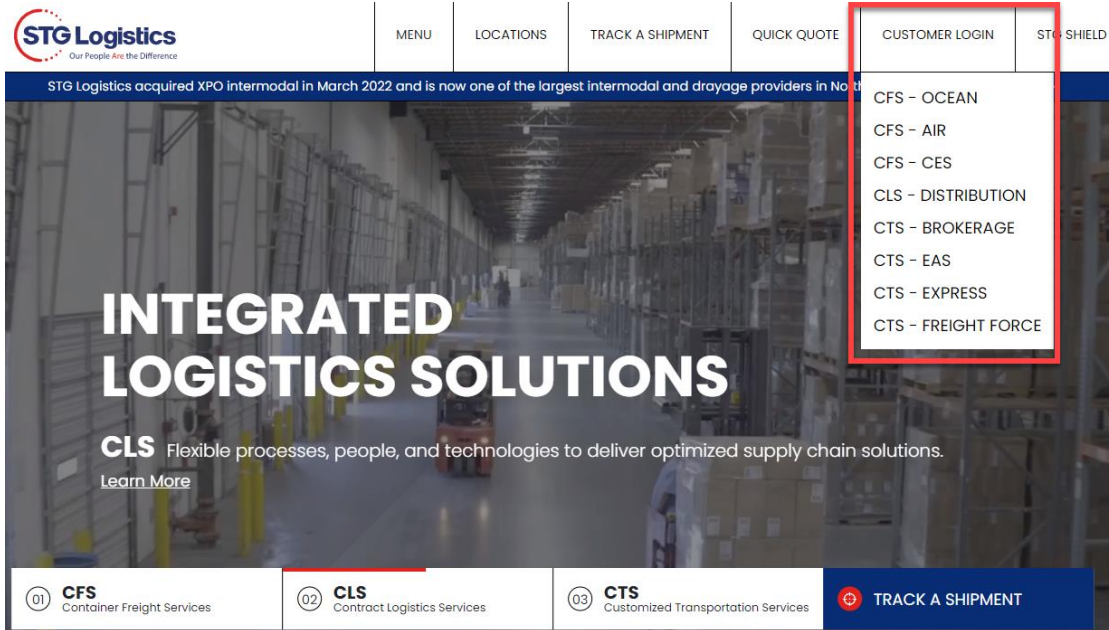 STG Logistics
Our People Are the Difference
MENU
LOCATIONS
TRACK A SHIPMENT
QUICK QUOTE
CUSTOMER LOGIN
STG SHIELD
STG Logistics acquired XPO intermodal in March 2022 and is now one of the largest intermodal and drayage providers in
CFS - OCEAN
CFS - AIR
CFS - CES
CLS - DISTRIBUTION
CTS - BROKERAGE
CTS - EAS
CTS - EXPRESS
CTS - FREIGHT FORCE
INTEGRATED
LOGISTICS SOLUTIONS
CLS Flexible processes, people, and technologies to deliver optimized supply chain solutions.
Learn More
01 CFS
Container Freight Services
02 CLS
Contract Logistics Services
03 CTS
Customized Transportation Services
TRACK A SHIPMENT